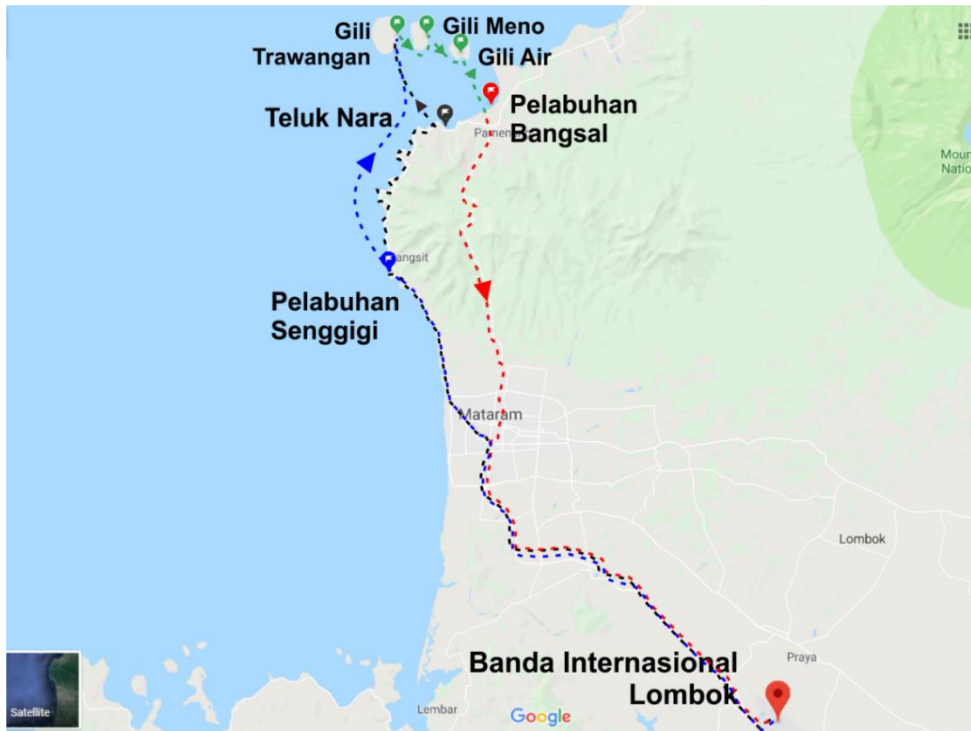 Gili
Trawangan
Gili Meno
Gili Air
Teluk Nara
Pelabuhan
Bangsal
Pelabuhan
Senggigi
Mataram
Lombok
Banda Internasional
Lombok
Praya
Lembar
Google
Satellite